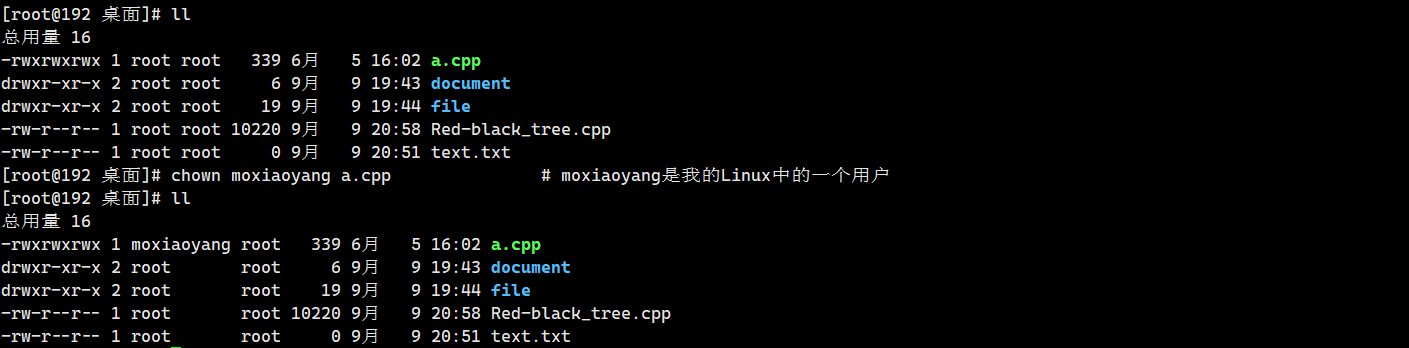 [root@192 桌面]# ll
总用量 16
-rwxrwxrwx 1 root root   339 6月   5 16:02 a.cpp
drwxr-xr-x 2 root root     6 9月   9 19:43 document
drwxr-xr-x 2 root root    19 9月   9 19:44 file
-rw-r--r-- 1 root root 10220 9月   9 20:58 Red-black_tree.cpp
-rw-r--r-- 1 root root     0 9月   9 20:51 text.txt
[root@192 桌面]# chown moxiaoyang a.cpp               # moxiaoyang是我的Linux中的一个用户
[root@192 桌面]# ll
总用量 16
-rwxrwxrwx 1 moxiaoyang root   339 6月   5 16:02 a.cpp
drwxr-xr-x 2 root       root     6 9月   9 19:43 document
drwxr-xr-x 2 root       root    19 9月   9 19:44 file
-rw-r--r-- 1 root       root 10220 9月   9 20:58 Red-black_tree.cpp
-rw-r--r-- 1 root       root     0 9月   9 20:51 text.txt